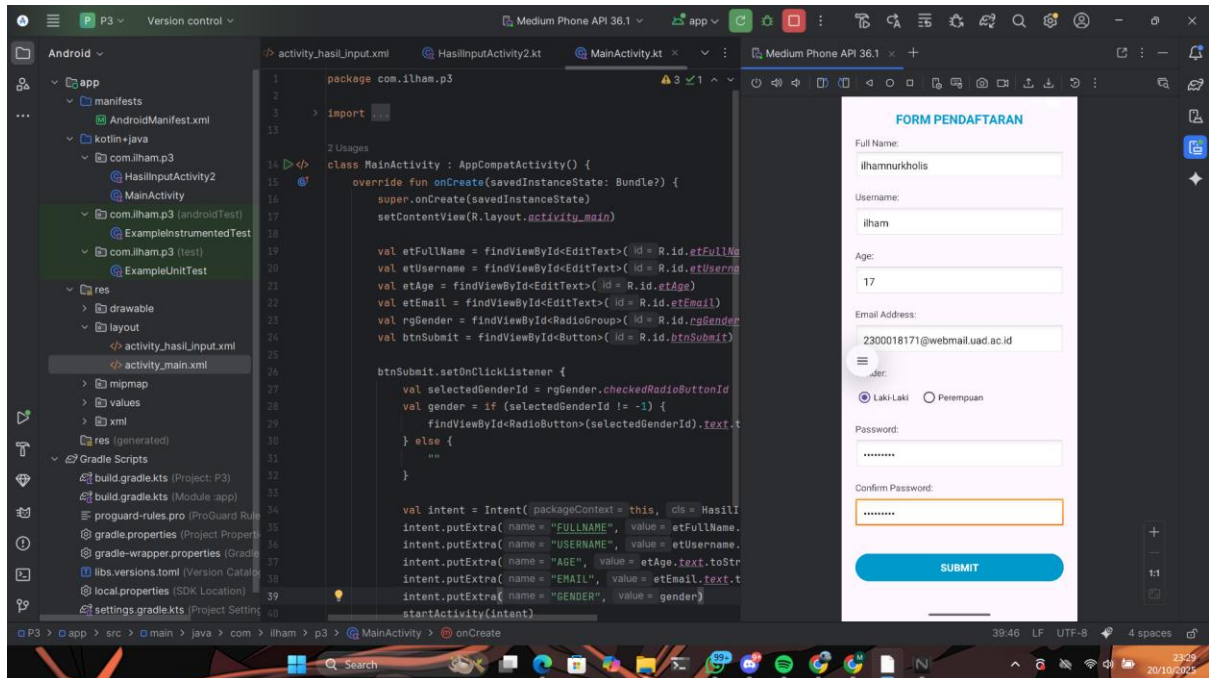 P P3 Version control Medium Phone API 36.1 app
Android
app
manifests
AndroidManifest.xml
kotlin+java
com.ilham.p3
HasilInputActivity2
MainActivity
com.ilham.p3 (androidTest)
ExampleInstrumentedTest
com.ilham.p3 (test)
ExampleUnitTest
res
drawable
layout
activity_hasil_input.xml
activity_main.xml
mipmap
values
xml
res (generated)
Gradle Scripts
build.gradle.kts (Project: P3)
build.gradle.kts (Module :app)
proguard-rules.pro (ProGuard Rule
gradle.properties (Project Properti
gradle-wrapper.properties (Gradle
libs.versions.toml (Version Catalo
local.properties (SDK Location)
settings.gradle.kts (Project Setting
activity_hasil_input.xml HasilInputActivity2.kt MainActivity.kt
3 1
1 package com.ilham.p3
2
3 import ...
13
2 Usages
14 class MainActivity : AppCompatActivity() {
15 override fun onCreate(savedInstanceState: Bundle?) {
16 super.onCreate(savedInstanceState)
17 setContentView(R.layout.activity_main)
18
19 val etFullName = findViewById<EditText>( id = R.id.etFullNa
20 val etUsername = findViewById<EditText>( id = R.id.etUserna
21 val etAge = findViewById<EditText>( id = R.id.etAge)
22 val etEmail = findViewById<EditText>( id = R.id.etEmail)
23 val rgGender = findViewById<RadioGroup>( id = R.id.rgGender
24 val btnSubmit = findViewById<Button>( id = R.id.btnSubmit)
25
26 btnSubmit.setOnClickListener {
27 val selectedGenderId = rgGender.checkedRadioButtonId
28 val gender = if (selectedGenderId != -1) {
29 findViewById<RadioButton>(selectedGenderId).text.t
30 } else {
31 ""
32 }
33
34 val intent = Intent( packageContext = this, cls = HasilI
35 intent.putExtra( name = "FULLNAME", value = etFullName.
36 intent.putExtra( name = "USERNAME", value = etUsername.
37 intent.putExtra( name = "AGE", value = etAge.text.toStr
38 intent.putExtra( name = "EMAIL", value = etEmail.text.t
39 intent.putExtra( name = "GENDER", value = gender)
40 startActivity(intent)
Medium Phone API 36.1
FORM PENDAFTARAN
Full Name:
ilhamnurkholis
Username:
ilham
Age:
17
Email Address:
2300018171@webmail.uad.ac.id
der:
Laki-Laki Perempuan
Password:
•••••••••
Confirm Password:
•••••••••
SUBMIT
1:1
P3 > app > src > main > java > com > ilham > p3 > MainActivity > onCreate 39:46 LF UTF-8 4 spaces
Search
99+
23:29
20/10/2025